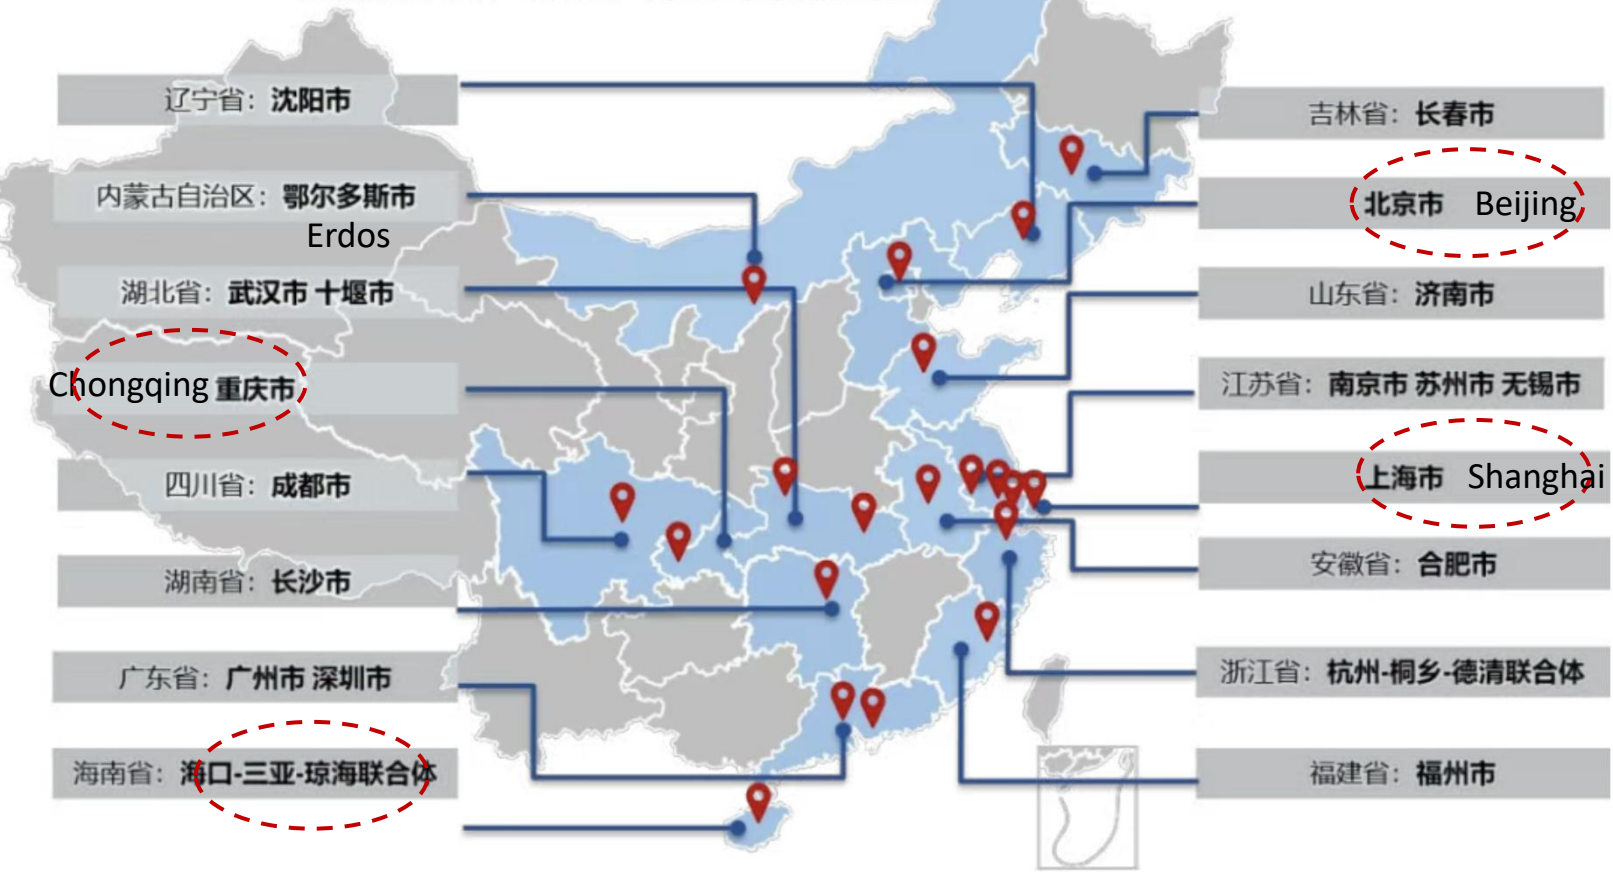 辽宁省：沈阳市
内蒙古自治区：鄂尔多斯市
Erdos
湖北省：武汉市 十堰市
Chongqing 重庆市
四川省：成都市
湖南省：长沙市
广东省：广州市 深圳市
海南省：海口-三亚-琼海联合体
吉林省：长春市
北京市 Beijing
山东省：济南市
江苏省：南京市 苏州市 无锡市
上海市 Shanghai
安徽省：合肥市
浙江省：杭州-桐乡-德清联合体
福建省：福州市